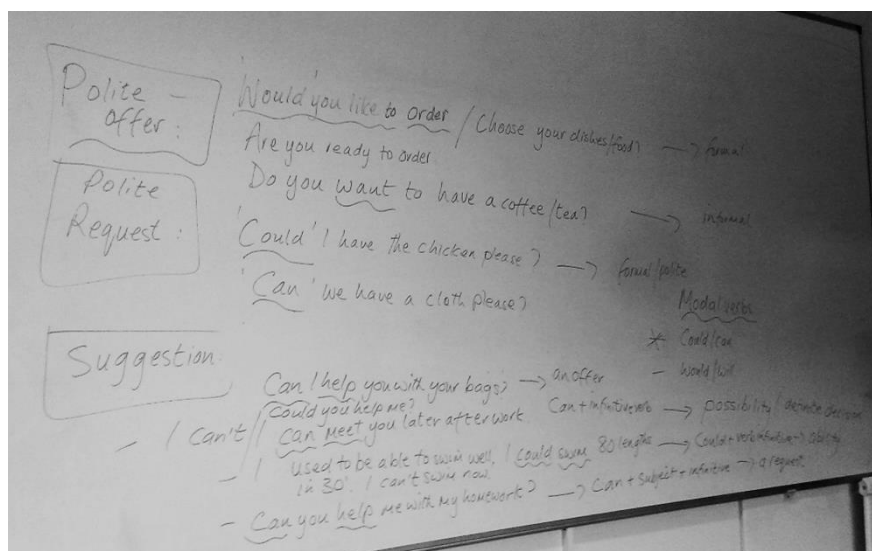 Polite -
offer:
'Would' you like to order / Choose your dishes/food? → formal
Are you ready to order
Do you want to have a coffee/tea? → informal
Polite
Request:
'Could' I have the chicken please? → formal/polite
'Can' we have a cloth please?
Modal verbs
* Could/can
- Would/will
Suggestion
Can I help you with your bags? → an offer
Could you help me?
- I can't / I can meet you later after work. Can + infinitive verb → possibility / definite decision
- I used to be able to swim well, I could swim 80 lengths → Could + verb infinitive → ability
in 30'. I can't swim now.
- Can you help me with my homework? → Can + subject + infinitive → a request.